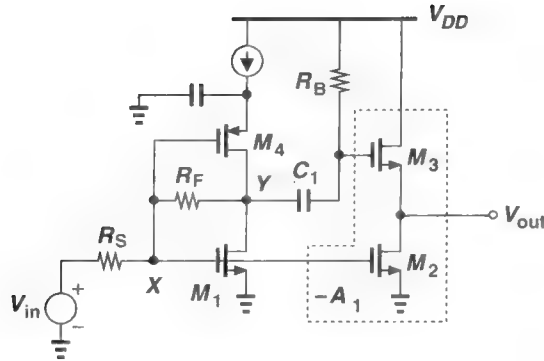 V_DD
R_B
M_4
M_3
R_F
Y
C_1
V_out
R_S
X
M_1
−A_1
M_2
V_in
+
−